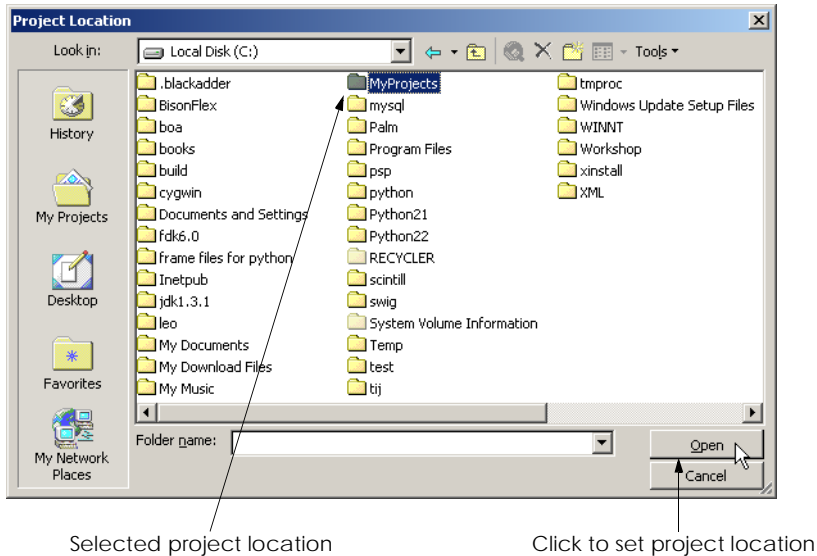 Project Location
Look in:
Local Disk (C:)
Tools
History
My Projects
Desktop
Favorites
My Network
Places
.blackadder
BisonFlex
boa
books
build
cygwin
Documents and Settings
fdk6.0
frame files for python
Inetpub
jdk1.3.1
leo
My Documents
My Download Files
My Music
MyProjects
mysql
Palm
Program Files
psp
python
Python21
Python22
RECYCLER
scintill
swig
System Volume Information
Temp
test
tij
tmproc
Windows Update Setup Files
WINNT
Workshop
xinstall
XML
Folder name:
Open
Cancel
Selected project location
Click to set project location